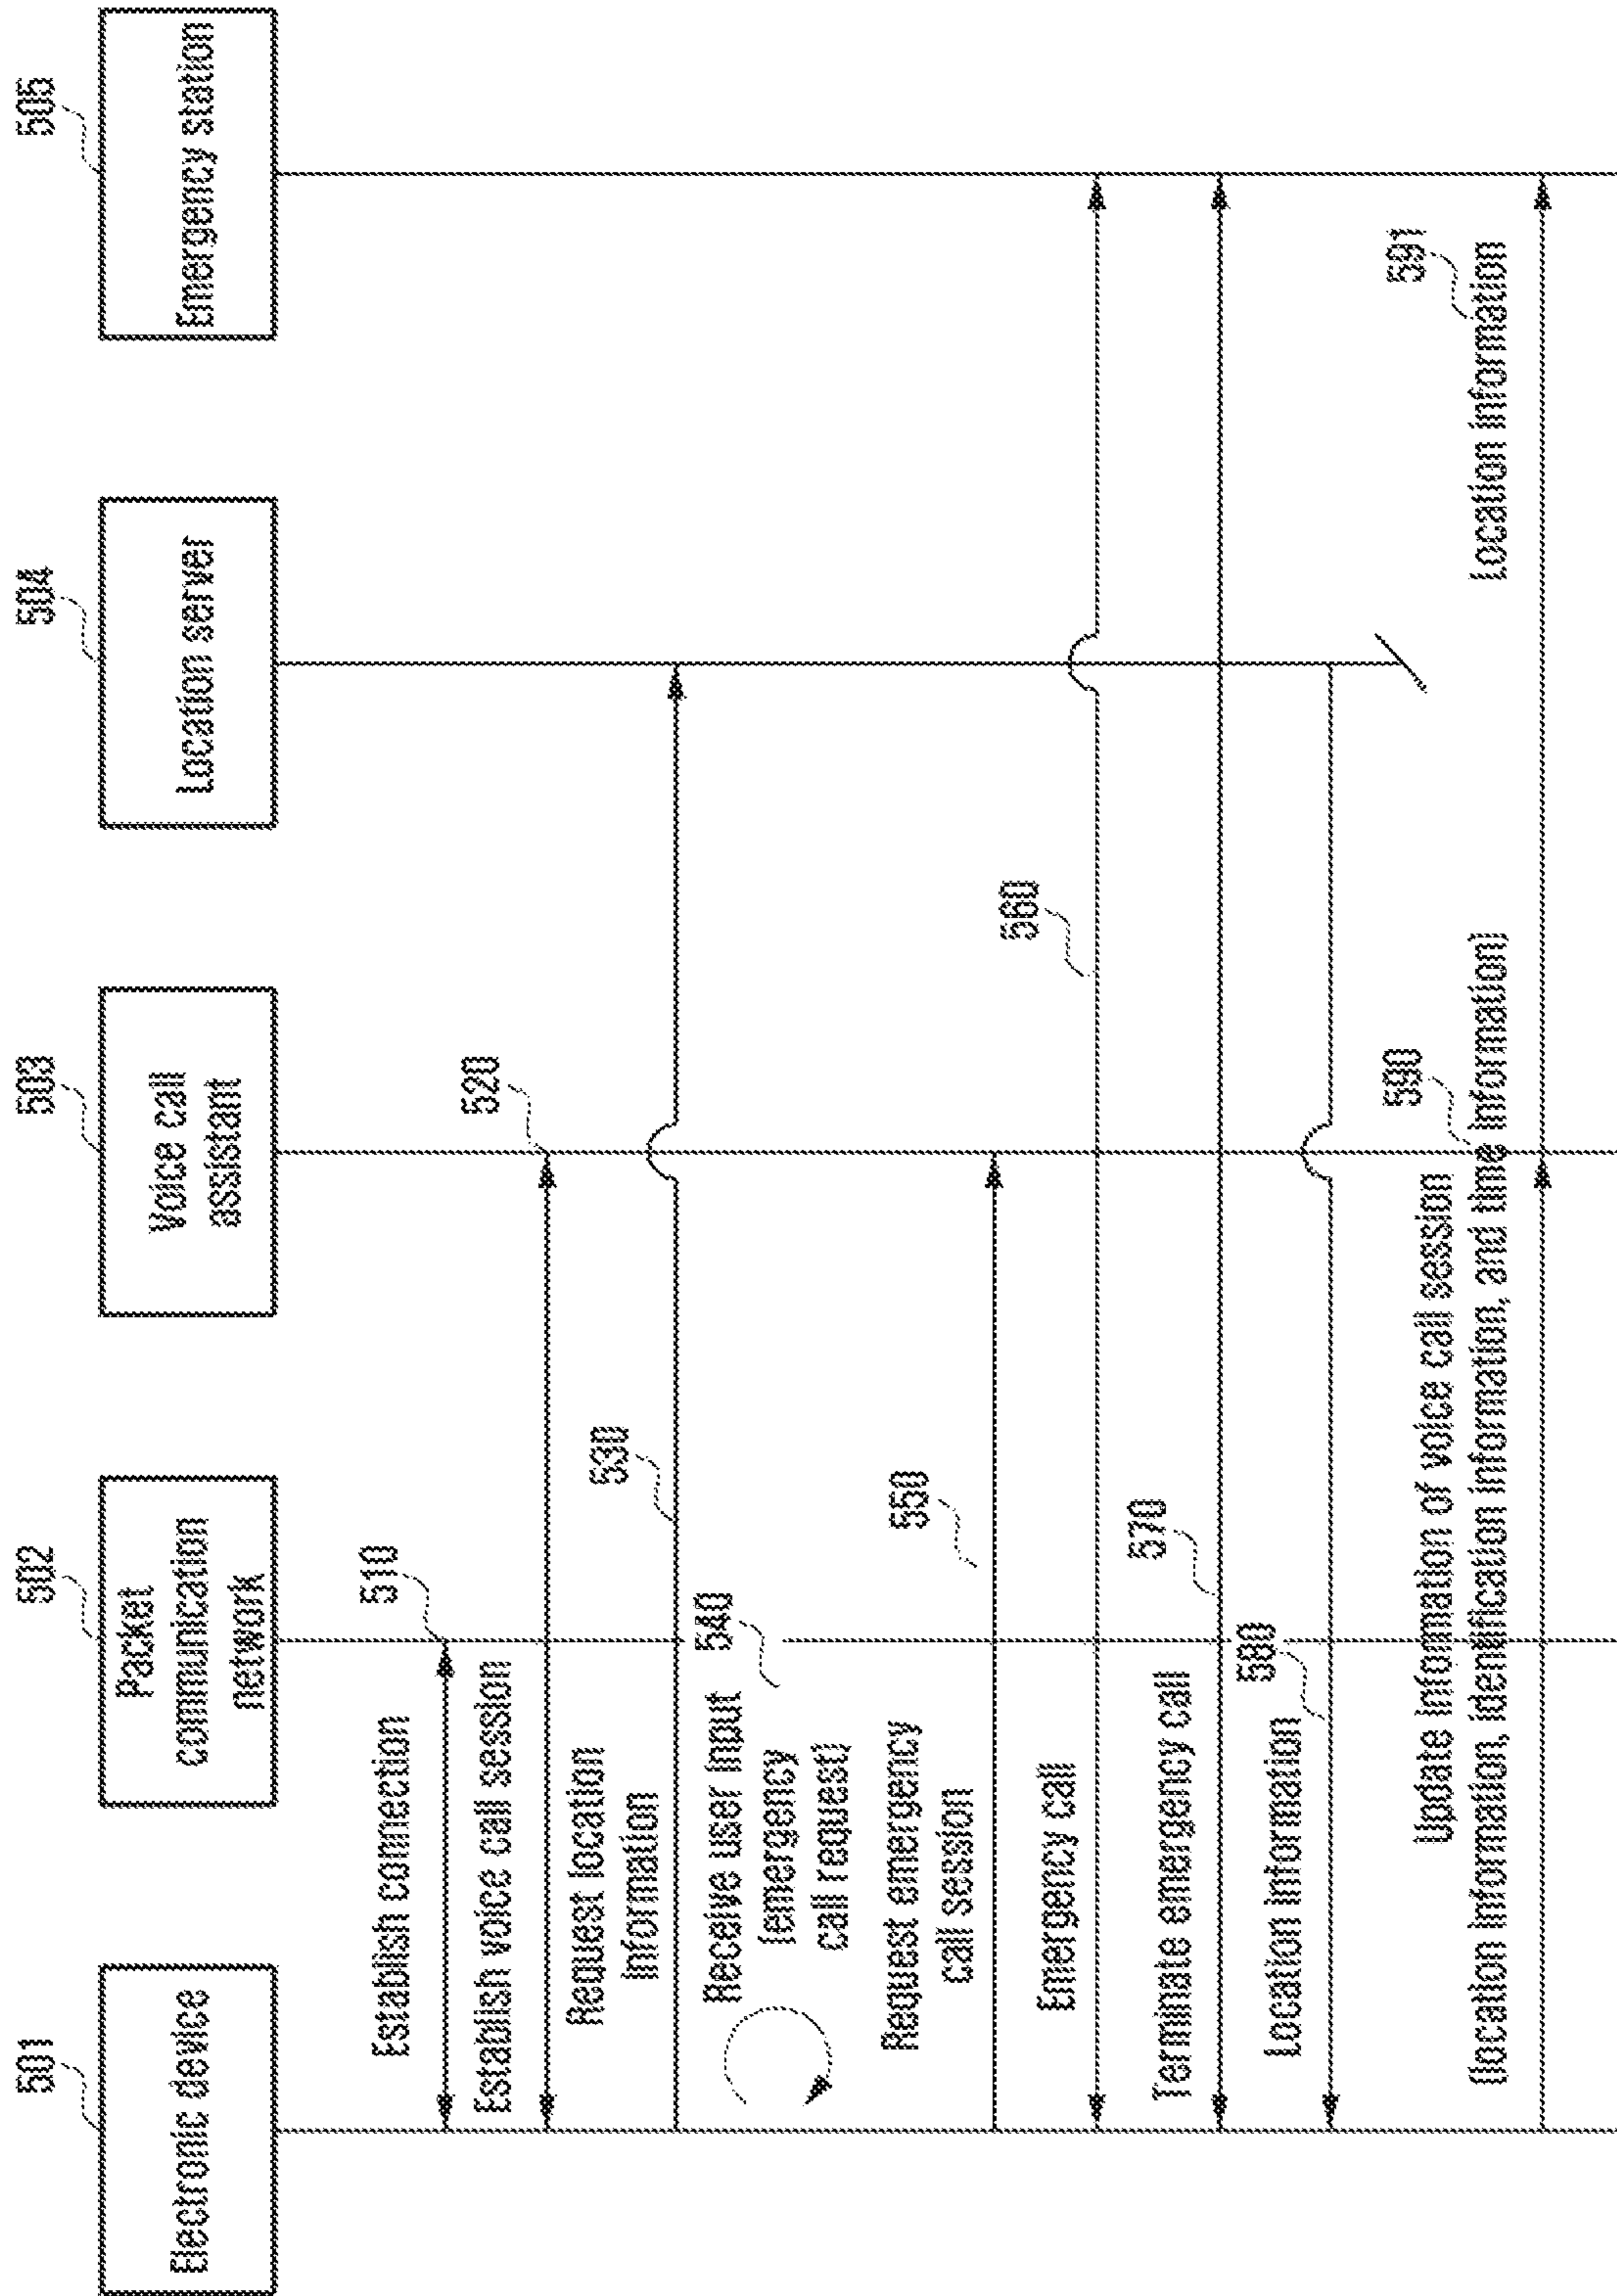 501
Electronic device
502
Packet
communication
network
503
Voice call
assistant
504
Location server
505
Emergency station
Establish connection
510
Establish voice call session
520
Request location
information
530
Receive user input
(emergency
call request)
540
Request emergency
call session
550
Emergency call
560
Terminate emergency call
570
Location information
580
Update information of voice call session
(location information, identification information, and time information)
590
Location information
591